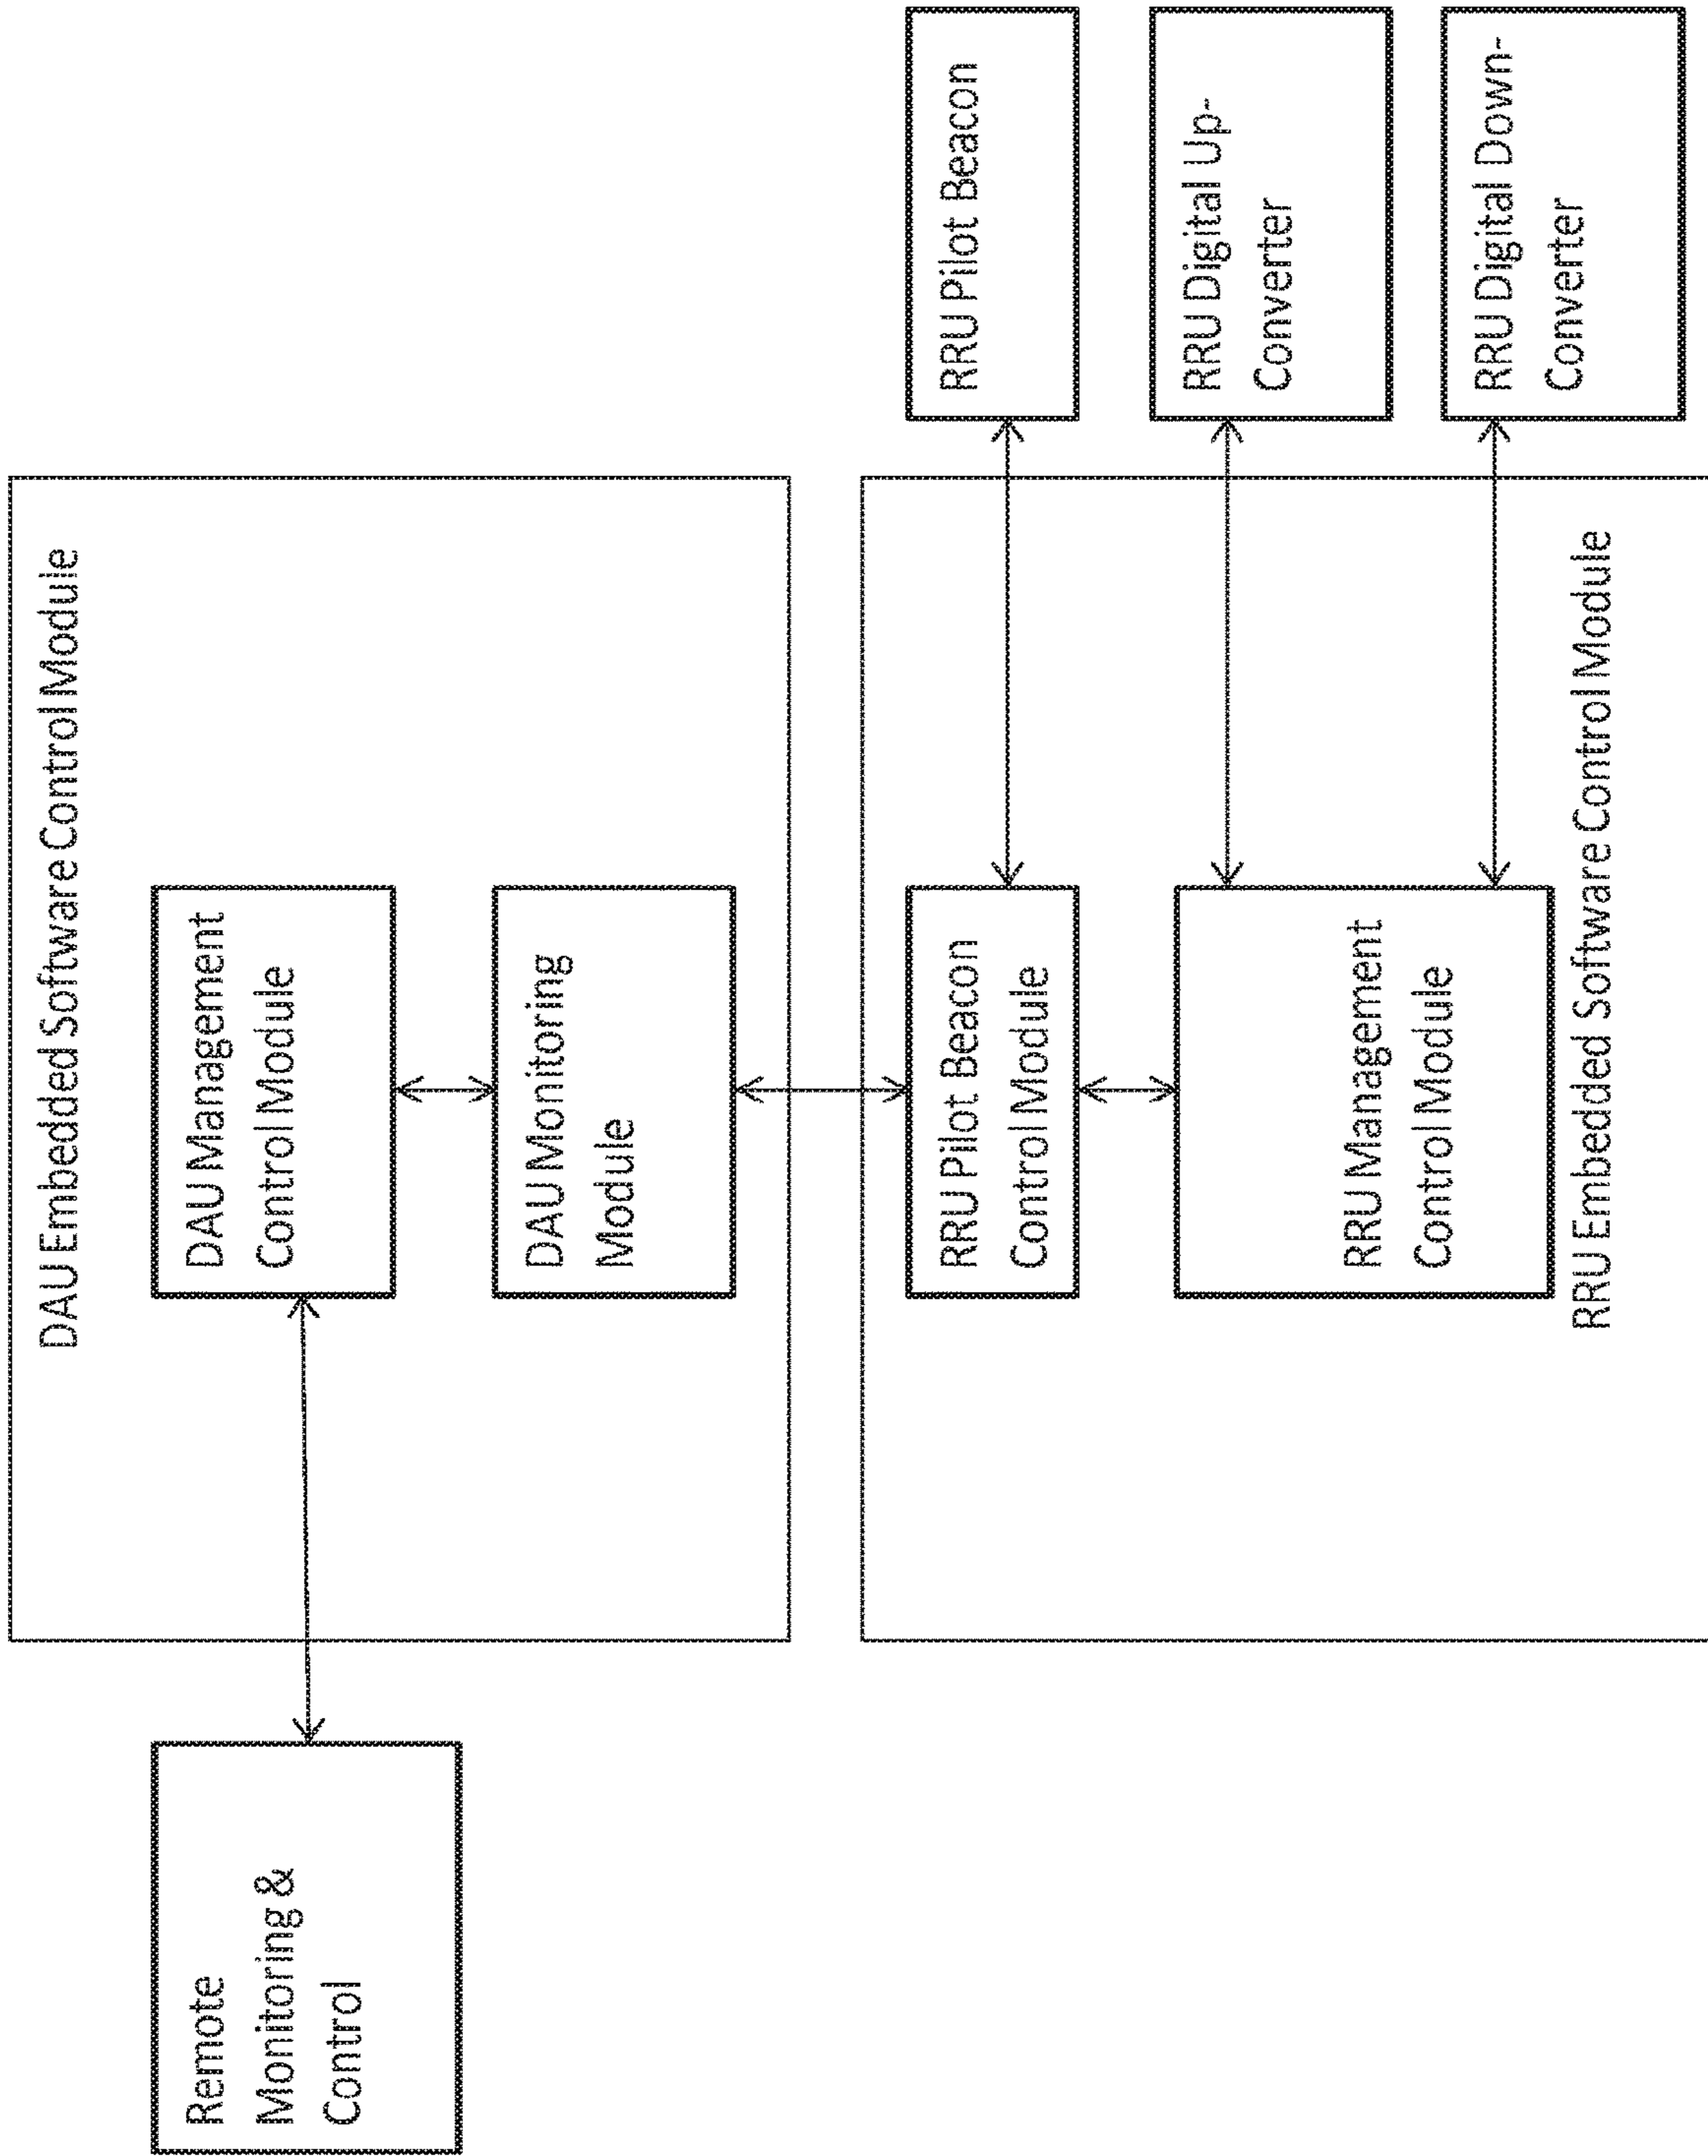 DAU Embedded Software Control Module
Remote
Monitoring &
Control
DAU Management
Control Module
DAU Monitoring
Module
RRU Pilot Beacon
Control Module
RRU Pilot Beacon
RRU Management
Control Module
RRU Digital Up-
Converter
RRU Digital Down-
Converter
RRU Embedded Software Control Module